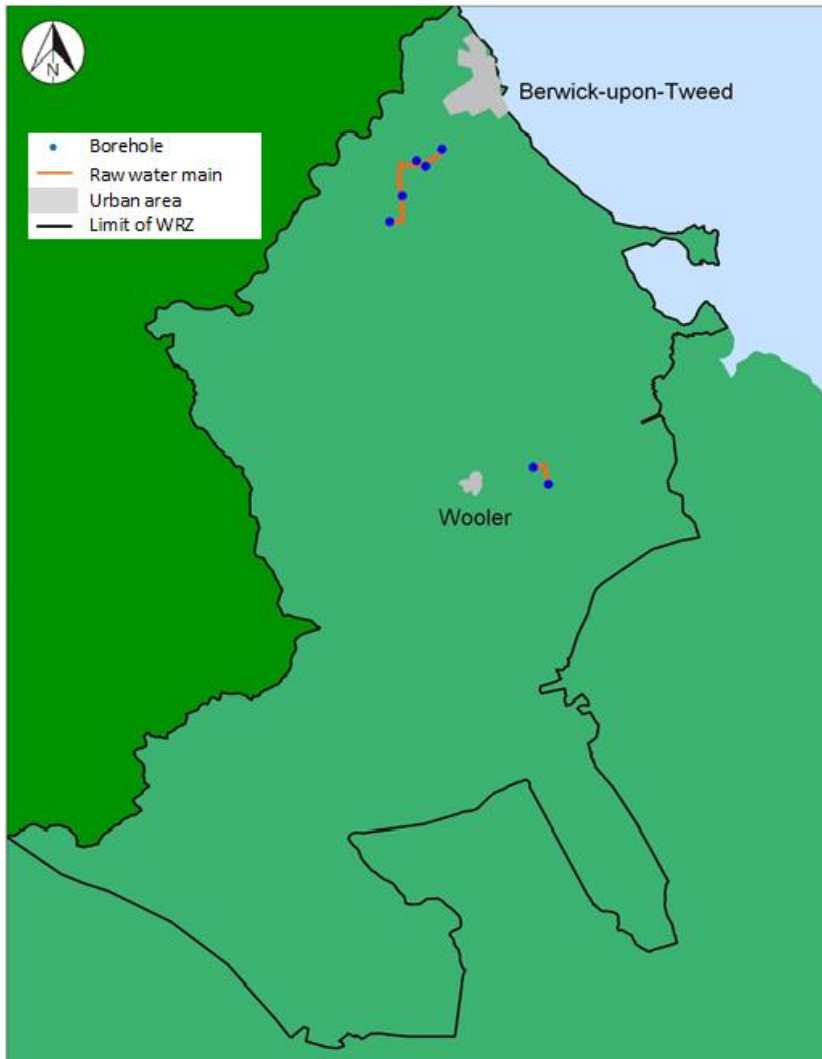 N
Berwick-upon-Tweed
Borehole
Raw water main
Urban area
Limit of WRZ
Wooler